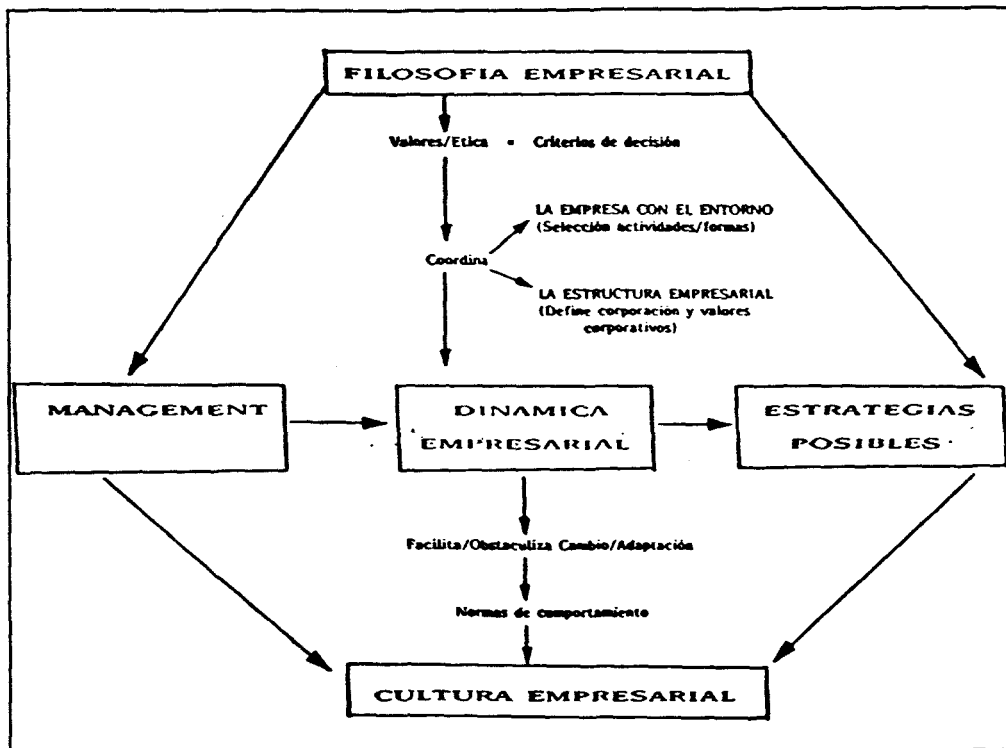 FILOSOFIA EMPRESARIAL
Valores/Etica = Criterios de decisión
LA EMPRESA CON EL ENTORNO
(Selección actividades/formas)
Coordina
LA ESTRUCTURA EMPRESARIAL
(Define corporación y valores
corporativos)
MANAGEMENT
DINAMICA
EMPRESARIAL
ESTRATEGIAS
POSIBLES
Facilita/Obstaculiza Cambio/Adaptación
Normas de comportamiento
CULTURA EMPRESARIAL